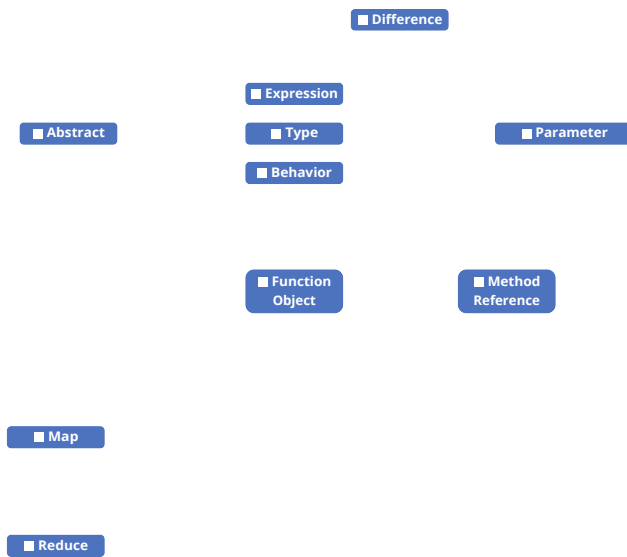 Difference
Expression
Abstract
Type
Parameter
Behavior
Function
Object
Method
Reference
Map
Reduce